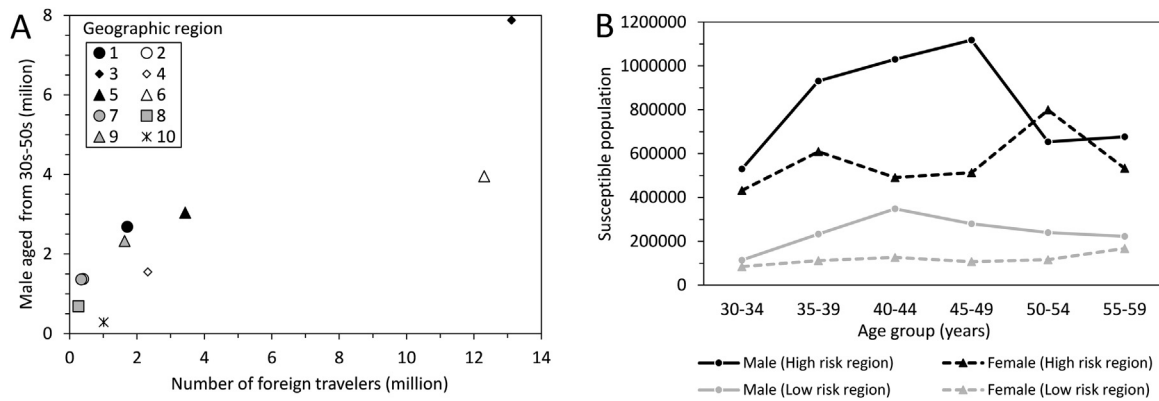 A
Male aged from 30s-50s (milion)
8
6
4
2
0
Geographic region
1 2
3 4
5 6
7 8
9 10
0 2 4 6 8 10 12 14
Number of foreign travelers (million)
B
Susceptible population
1200000
1000000
800000
600000
400000
200000
0
30-34 35-39 40-44 45-49 50-54 55-59
Age group (years)
Male (High risk region) Female (High risk region)
Male (Low risk region) Female (Low risk region)